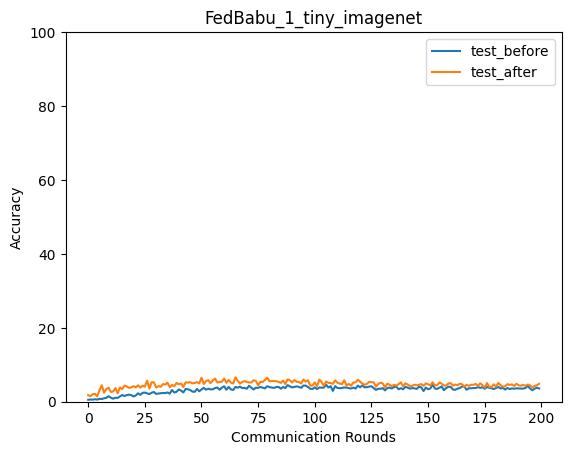 FedBabu_1_tiny_imagenet
100
80
60
40
20
0
Accuracy
test_before
test_after
0 25 50 75 100 125 150 175 200
Communication Rounds